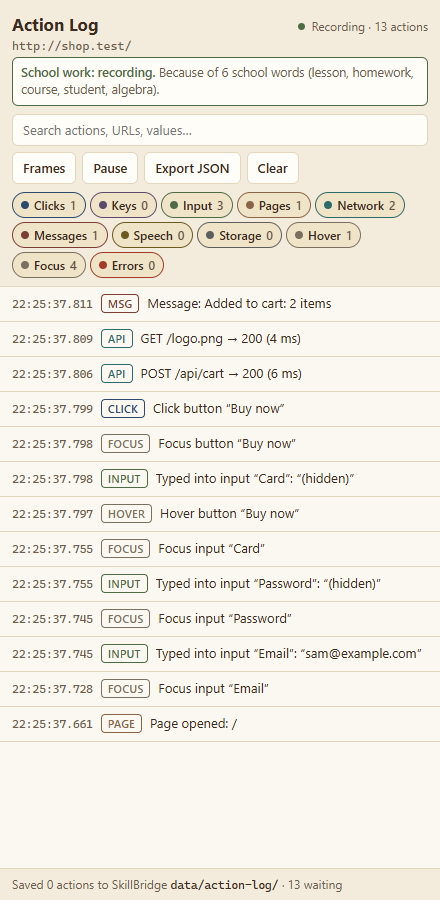 Action Log
Recording · 13 actions
http://shop.test/
School work: recording. Because of 6 school words (lesson, homework,
course, student, algebra).
Search actions, URLs, values...
Frames Pause Export JSON Clear
Clicks 1 Keys 0 Input 3 Pages 1 Network 2
Messages 1 Speech 0 Storage 0 Hover 1
Focus 4 Errors 0
22:25:37.811 MSG Message: Added to cart: 2 items
22:25:37.809 API GET /logo.png → 200 (4 ms)
22:25:37.806 API POST /api/cart → 200 (6 ms)
22:25:37.799 CLICK Click button “Buy now”
22:25:37.798 FOCUS Focus button “Buy now”
22:25:37.798 INPUT Typed into input “Card”: “(hidden)”
22:25:37.797 HOVER Hover button “Buy now”
22:25:37.755 FOCUS Focus input “Card”
22:25:37.755 INPUT Typed into input “Password”: “(hidden)”
22:25:37.745 FOCUS Focus input “Password”
22:25:37.745 INPUT Typed into input “Email”: “sam@example.com”
22:25:37.728 FOCUS Focus input “Email”
22:25:37.661 PAGE Page opened: /
Saved 0 actions to SkillBridge data/action-log/ · 13 waiting